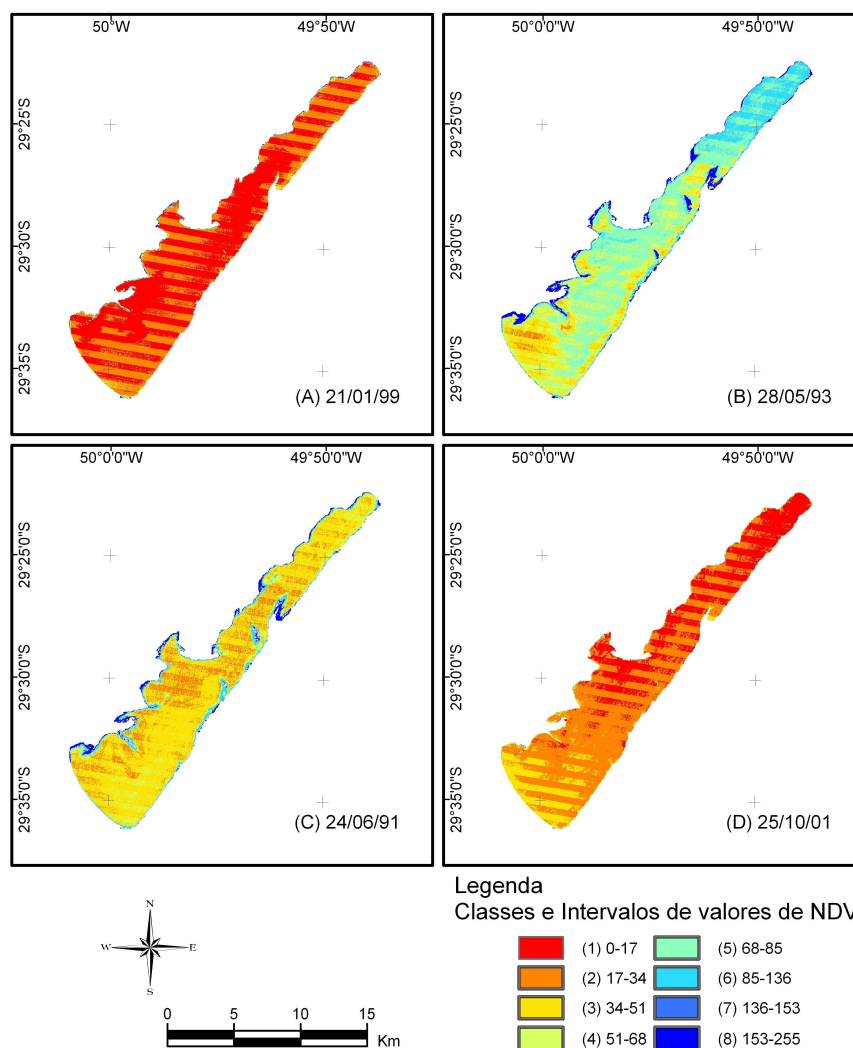 50°W
49°50'W
29°25'S
29°30'0"S
29°35'0"S
(A) 21/01/99
50°0'0"W
49°50'0"W
29°25'0"S
29°30'0"S
29°35'0"S
(B) 28/05/93
50°0'0"W
49°50'0"W
29°25'0"S
29°30'0"S
29°35'0"S
(C) 24/06/91
50°0'0"W
49°50'0"W
29°25'0"S
29°30'0"S
29°35'0"S
(D) 25/10/01
N
W
E
S
0 5 10 15
Km
Legenda
Classes e Intervalos de valores de NDV
(1) 0-17
(5) 68-85
(2) 17-34
(6) 85-136
(3) 34-51
(7) 136-153
(4) 51-68
(8) 153-255